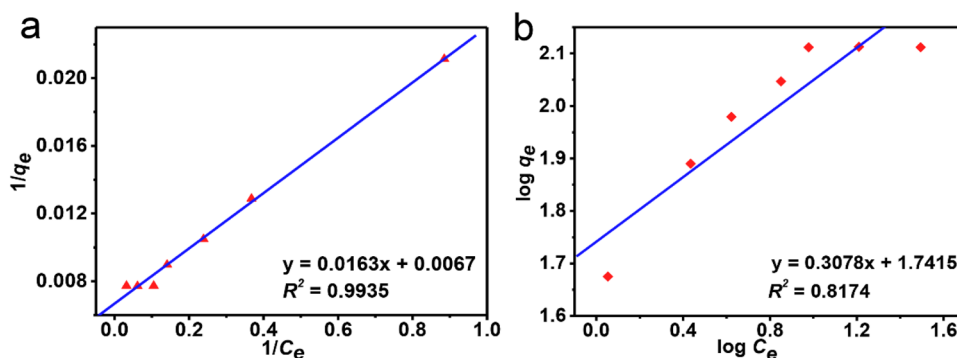 a
0.020
0.016
0.012
0.008
1/qe
y = 0.0163x + 0.0067
R² = 0.9935
0.0 0.2 0.4 0.6 0.8 1.0
1/Ce
b
2.1
2.0
1.9
1.8
1.7
1.6
log qe
y = 0.3078x + 1.7415
R² = 0.8174
0.0 0.4 0.8 1.2 1.6
log Ce